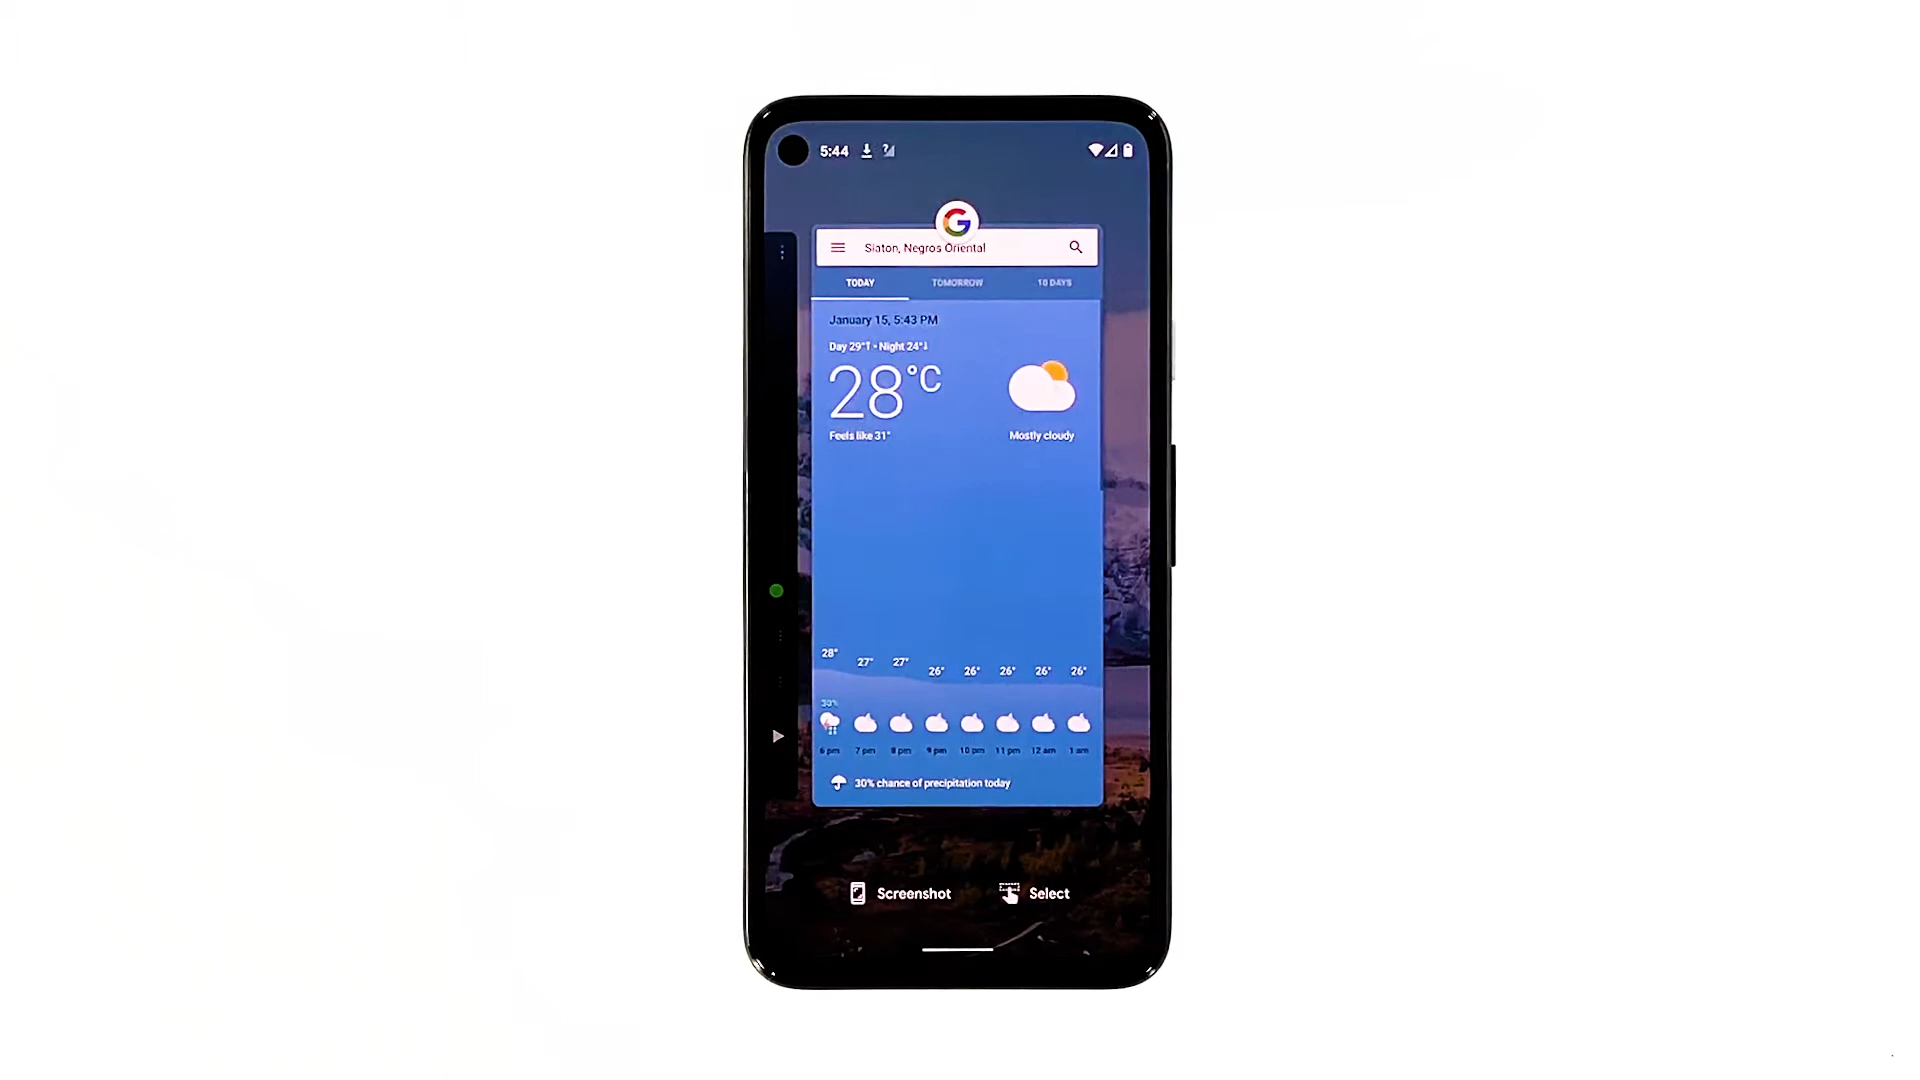 5:44
Siaton, Negros Oriental
TODAY TOMORROW 10 DAYS
January 15, 5:43 PM
Day 29°↑ • Night 24°↓
28°C
Feels like 31°
Mostly cloudy
28° 27° 27° 26° 26° 26° 26° 26°
30%
6 pm 7 pm 8 pm 9 pm 10 pm 11 pm 12 am 1 am
30% chance of precipitation today
Screenshot Select